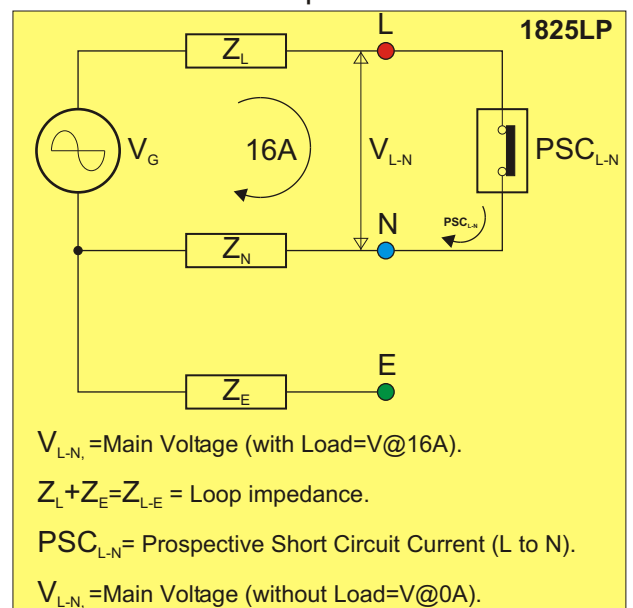 1825LP
L
Z_L
V_G
16A
V_L-N
PSC_L-N
N
PSC_L-N
Z_N
E
Z_E
V_L-N, =Main Voltage (with Load=V@16A).
Z_L+Z_E=Z_L-E = Loop impedance.
PSC_L-N= Prospective Short Circuit Current (L to N).
V_L-N, =Main Voltage (without Load=V@0A).